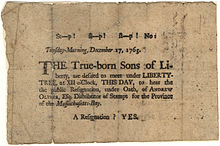 St—p! St—p! St—p! No:
Tuesday-Morning, December 17, 1765.
THE True-born Sons of Li-
berty, are desired to meet under LIBERTY-
TREE, at XII o'Clock, THIS DAY, to hear the
the public Resignation, under Oath, of ANDREW
OLIVER, Esq; Distributor of Stamps for the Province
of the Massachusetts-Bay.
A Resignation? YES.